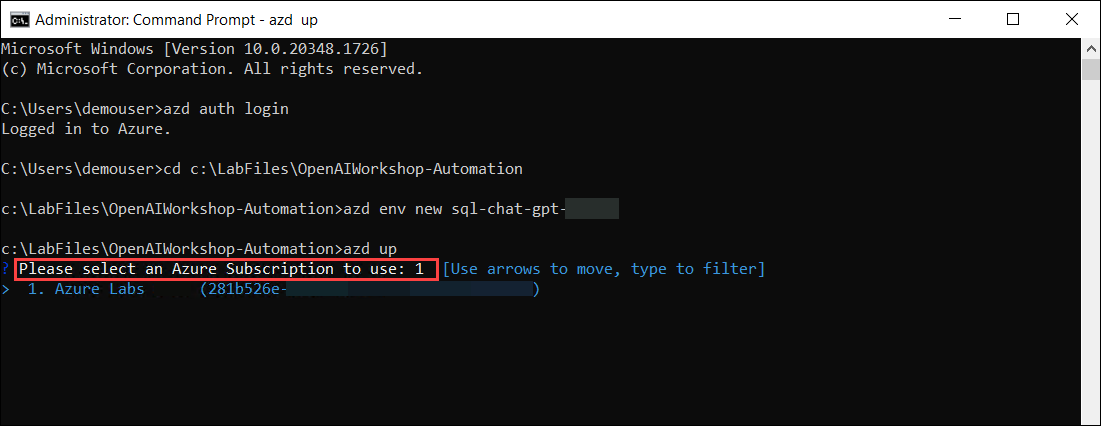 Administrator: Command Prompt - azd  up
Microsoft Windows [Version 10.0.20348.1726]
(c) Microsoft Corporation. All rights reserved.
C:\Users\demouser>azd auth login
Logged in to Azure.
C:\Users\demouser>cd c:\LabFiles\OpenAIWorkshop-Automation
c:\LabFiles\OpenAIWorkshop-Automation>azd env new sql-chat-gpt-
c:\LabFiles\OpenAIWorkshop-Automation>azd up
? Please select an Azure Subscription to use: 1 [Use arrows to move, type to filter]
> 1. Azure Labs (281b526e- )